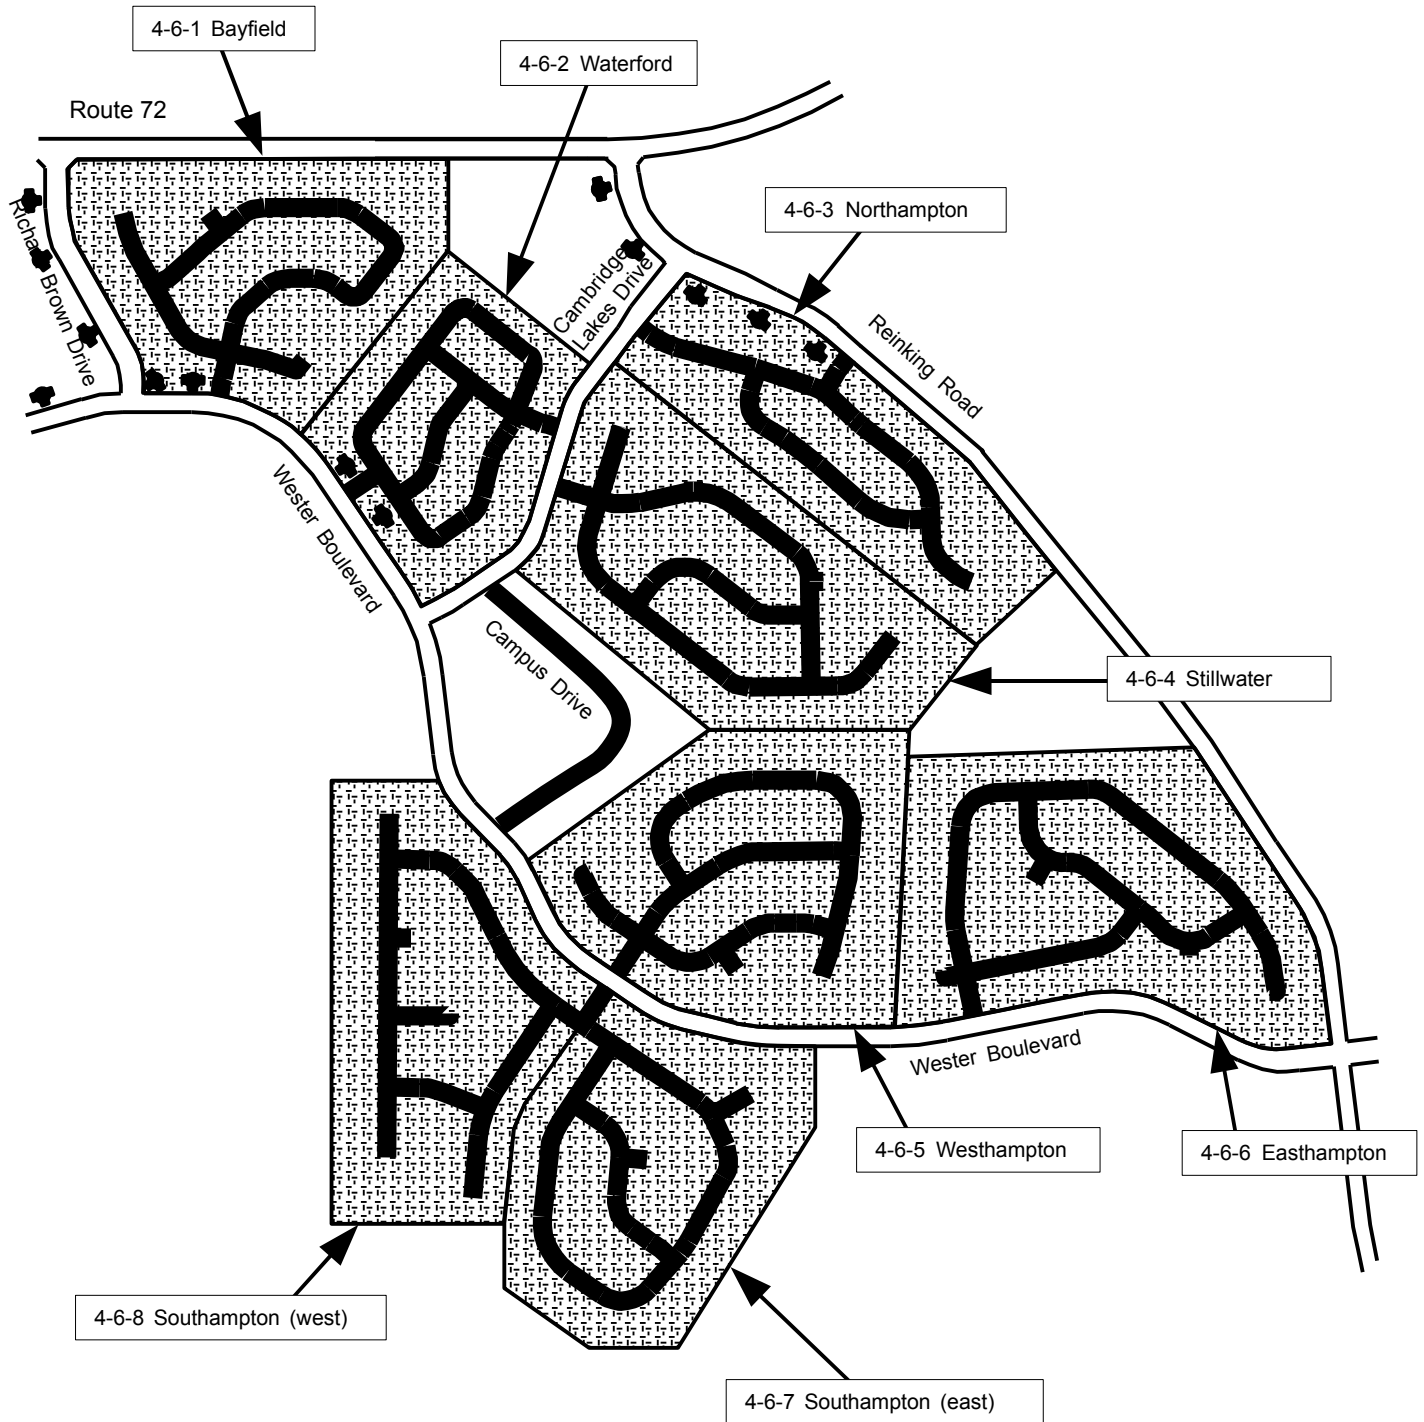 4-6-1 Bayfield
4-6-2 Waterford
Route 72
4-6-3 Northampton
Cambridge
Lakes Drive
Brown Drive
Reinking Road
Wester Boulevard
Campus Drive
4-6-4 Stillwater
Wester Boulevard
4-6-5 Westhampton
4-6-6 Easthampton
4-6-8 Southampton (west)
4-6-7 Southampton (east)